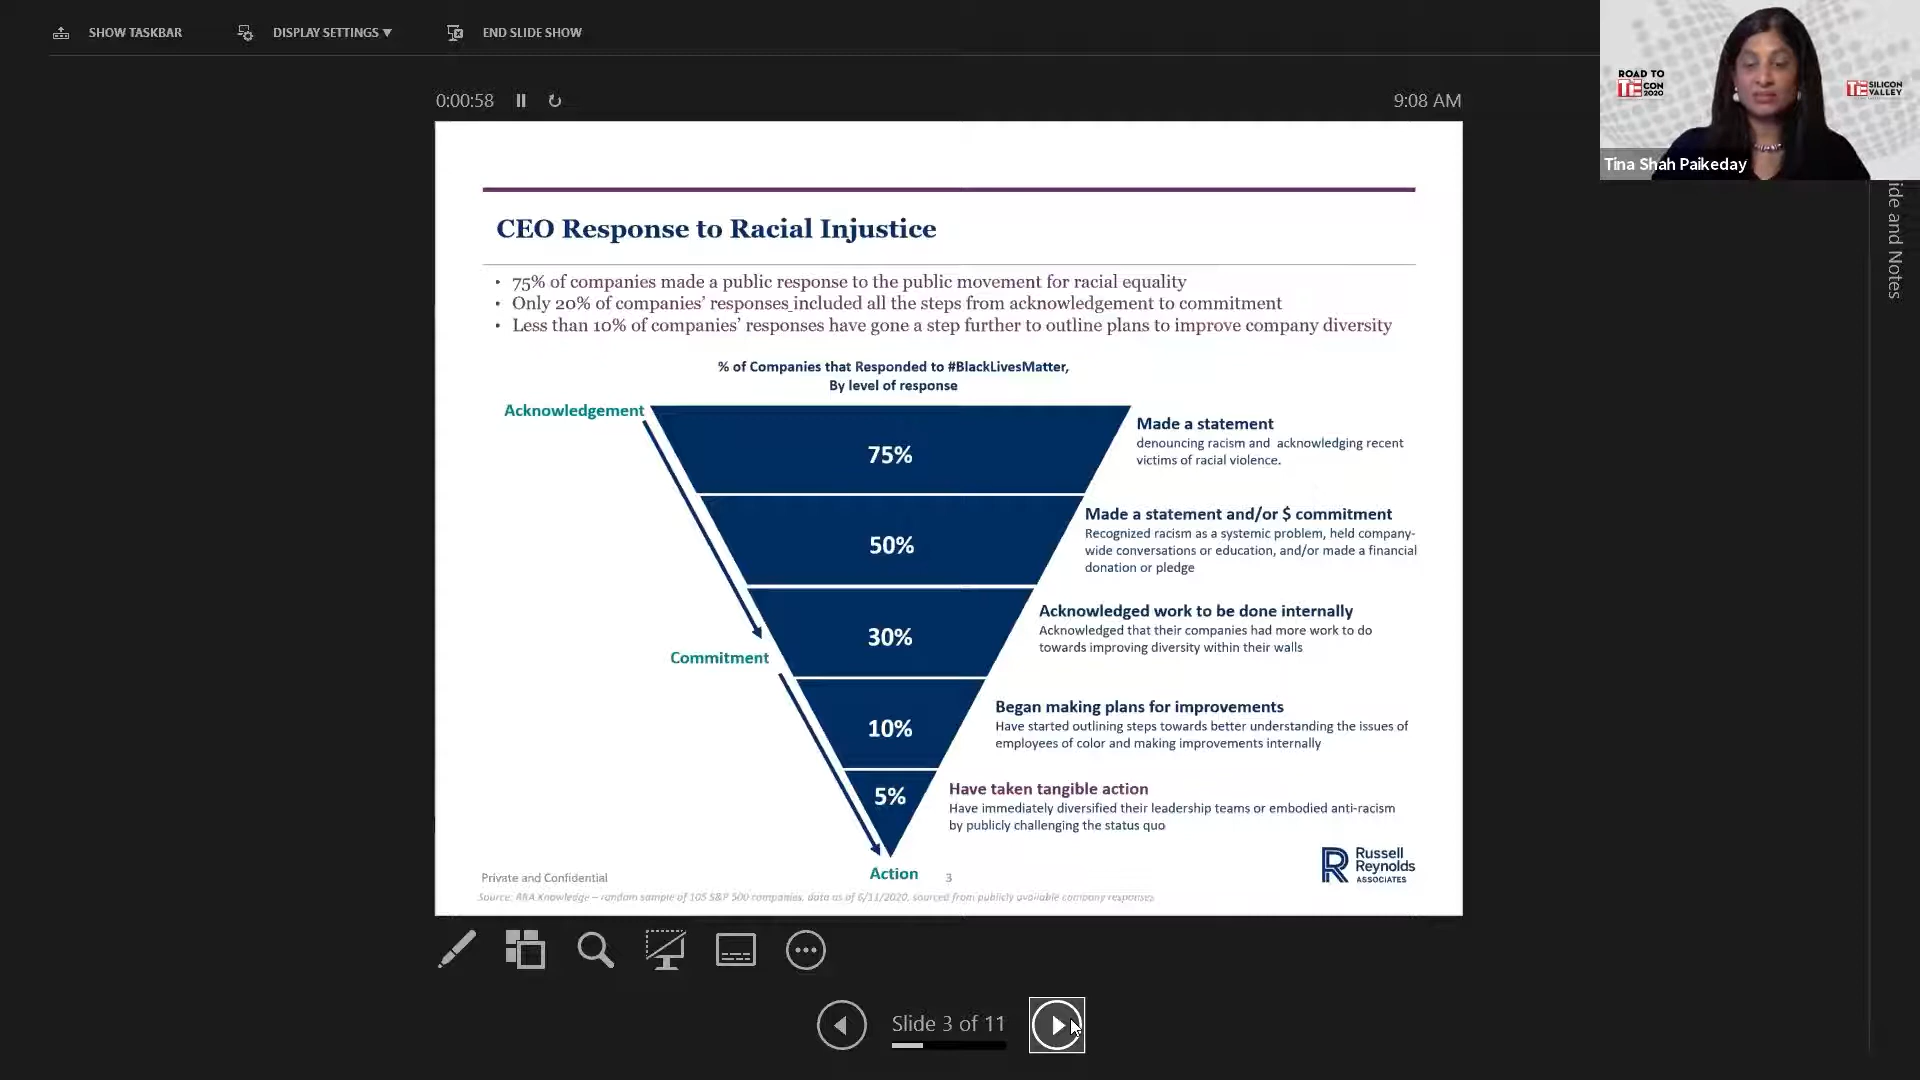 SHOW TASKBAR
DISPLAY SETTINGS ▼
END SLIDE SHOW
ROAD TO
TiE CON
2020
TiE SILICON
VALLEY
Tina Shah Paikeday
0:00:58
9:08 AM
ide and Notes
CEO Response to Racial Injustice
• 75% of companies made a public response to the public movement for racial equality
• Only 20% of companies’ responses included all the steps from acknowledgement to commitment
• Less than 10% of companies’ responses have gone a step further to outline plans to improve company diversity
% of Companies that Responded to #BlackLivesMatter,
By level of response
Acknowledgement
75%
Made a statement
denouncing racism and acknowledging recent
victims of racial violence.
50%
Made a statement and/or $ commitment
Recognized racism as a systemic problem, held company-
wide conversations or education, and/or made a financial
donation or pledge
30%
Acknowledged work to be done internally
Acknowledged that their companies had more work to do
towards improving diversity within their walls
Commitment
10%
Began making plans for improvements
Have started outlining steps towards better understanding the issues of
employees of color and making improvements internally
5%
Have taken tangible action
Have immediately diversified their leadership teams or embodied anti-racism
by publicly challenging the status quo
Action
Private and Confidential
3
Russell
Reynolds
ASSOCIATES
Source: RRA Knowledge – random sample of 105 S&P 500 companies, data as of 6/11/2020, sourced from publicly available company responses
Slide 3 of 11